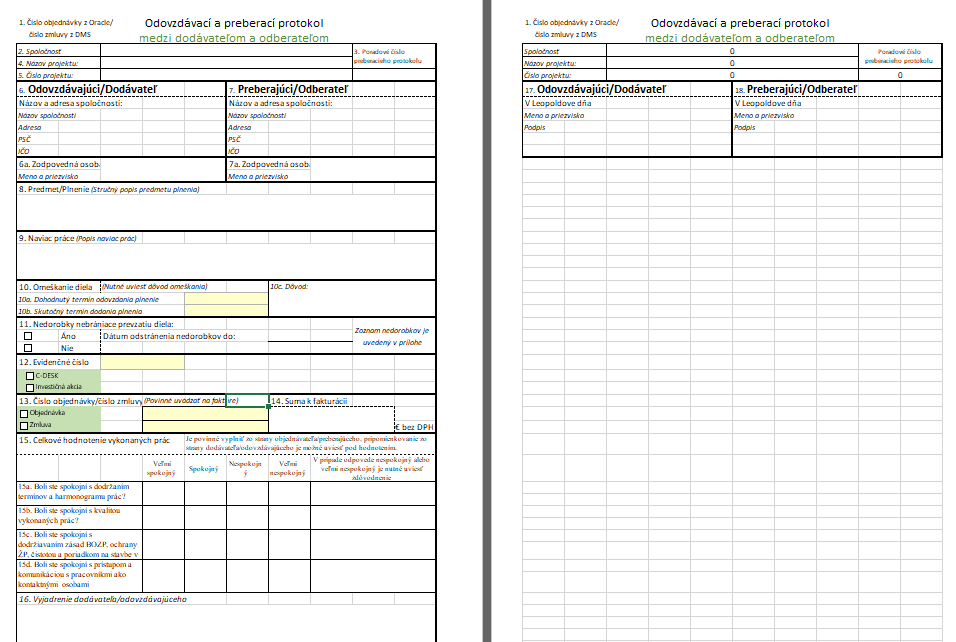 1. Číslo objednávky z Oracle/
číslo zmluvy z DMS
Odovzdávací a preberací protokol
medzi dodávateľom a odberateľom
2. Spoločnosť
3. Poradové číslo
preberacieho protokolu
4. Názov projektu:
5. Číslo projektu:
6. Odovzdávajúci/Dodávateľ
7. Preberajúci/Odberateľ
Názov a adresa spoločnosti:
Názov a adresa spoločnosti:
Názov spoločnosti
Názov spoločnosti
Adresa
Adresa
PSČ
PSČ
IČO
IČO
6a. Zodpovedná osob
7a. Zodpovedná osob
Meno a priezvisko
Meno a priezvisko
8. Predmet/Plnenie (Stručný popis predmetu plnenia)
9. Naviac práce (Popis naviac prác)
10. Omeškanie diela
(Nutné uviesť dôvod omeškania)
10c. Dôvod:
10a. Dohodnutý termín odovzdania plnenie
10b. Skutočný termín dodania plnenia
11. Nedorobky nebrániace prevzatiu diela:
Áno
Dátum odstránenia nedorobkov do:
Zoznam nedorobkov je
uvedený v prílohe
Nie
12. Evidenčné číslo
C-DESK
Investičná akcia
13. Číslo objednávky/číslo zmluvy
(Povinné uvádzať na faktúre)
14. Suma k fakturácii
Objednávka
Zmluva
€ bez DPH
15. Celkové hodnotenie vykonaných prác
Je povinné vyplniť zo strany objednávateľa/preberajúceho, pripomienkovanie zo
strany dodávateľa/odovzdávajúceho je možné uviesť pod hodnotením.
Veľmi
spokojný
Spokojný
Nespokojn
ý
Veľmi
nespokojný
V prípade odpovede nespokojný alebo
veľmi nespokojný je nutné uviesť
zdôvodnenie
15a. Boli ste spokojní s dodržaním
termínov a harmonogramu prác?
15b. Boli ste spokojní s kvalitou
vykonaných prác?
15c. Boli ste spokojní s
dodržiavaním zásad BOZP, ochrany
ŽP, čistotou a poriadkom na stavbe v
15d. Boli ste spokojní s prístupom a
komunikáciou s pracovníkmi ako
kontaktnými osobami
16. Vyjadrenie dodávateľa/odovzdávajúceho
1. Číslo objednávky z Oracle/
číslo zmluvy z DMS
Odovzdávací a preberací protokol
medzi dodávateľom a odberateľom
Spoločnosť
0
Poradové číslo
preberacieho protokolu
Názov projektu:
0
Číslo projektu:
0
0
17. Odovzdávajúci/Dodávateľ
18. Preberajúci/Odberateľ
V Leopoldove dňa
V Leopoldove dňa
Meno a priezvisko
Meno a priezvisko
Podpis
Podpis